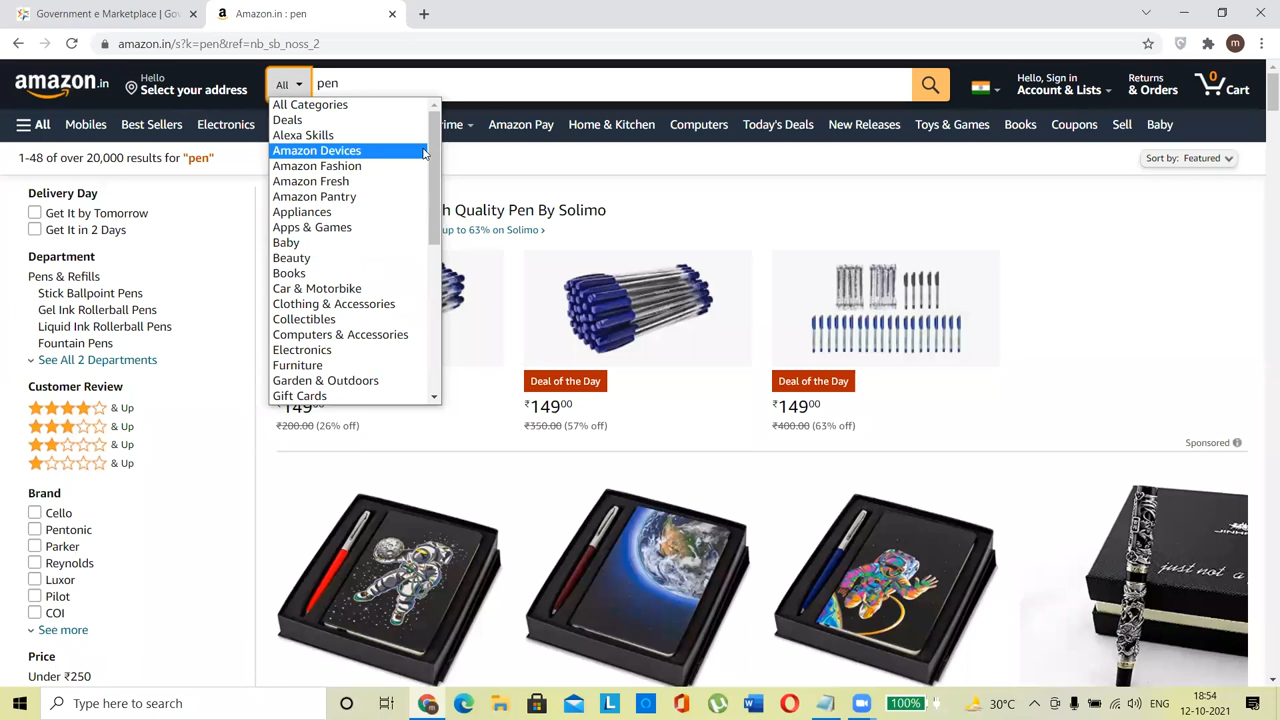 Government e Marketplace | Gov
Amazon.in : pen
amazon.in/s?k=pen&ref=nb_sb_noss_2
m
amazon.in
Hello
Select your address
All
pen
Hello, Sign in
Account & Lists
Returns
& Orders
0
Cart
All
Mobiles
Best Sellers
Electronics
Prime
Amazon Pay
Home & Kitchen
Computers
Today's Deals
New Releases
Toys & Games
Books
Coupons
Sell
Baby
1-48 of over 20,000 results for "pen"
Sort by: Featured
All Categories
Deals
Alexa Skills
Amazon Devices
Amazon Fashion
Amazon Fresh
Amazon Pantry
Appliances
Apps & Games
Baby
Beauty
Books
Car & Motorbike
Clothing & Accessories
Collectibles
Computers & Accessories
Electronics
Furniture
Garden & Outdoors
Gift Cards
Delivery Day
Get It by Tomorrow
Get It in 2 Days
Department
Pens & Refills
Stick Ballpoint Pens
Gel Ink Rollerball Pens
Liquid Ink Rollerball Pens
Fountain Pens
See All 2 Departments
Customer Review
& Up
& Up
& Up
& Up
Brand
Cello
Pentonic
Parker
Reynolds
Luxor
Pilot
COI
See more
Price
Under ₹250
Quality Pen By Solimo
up to 63% on Solimo ›
Deal of the Day
Deal of the Day
₹149⁰⁰
₹149⁰⁰
₹149⁰⁰
₹200.00 (26% off)
₹350.00 (57% off)
₹400.00 (63% off)
Sponsored
JINH
just not a
Type here to search
100%
30°C
ENG
18:54
12-10-2021